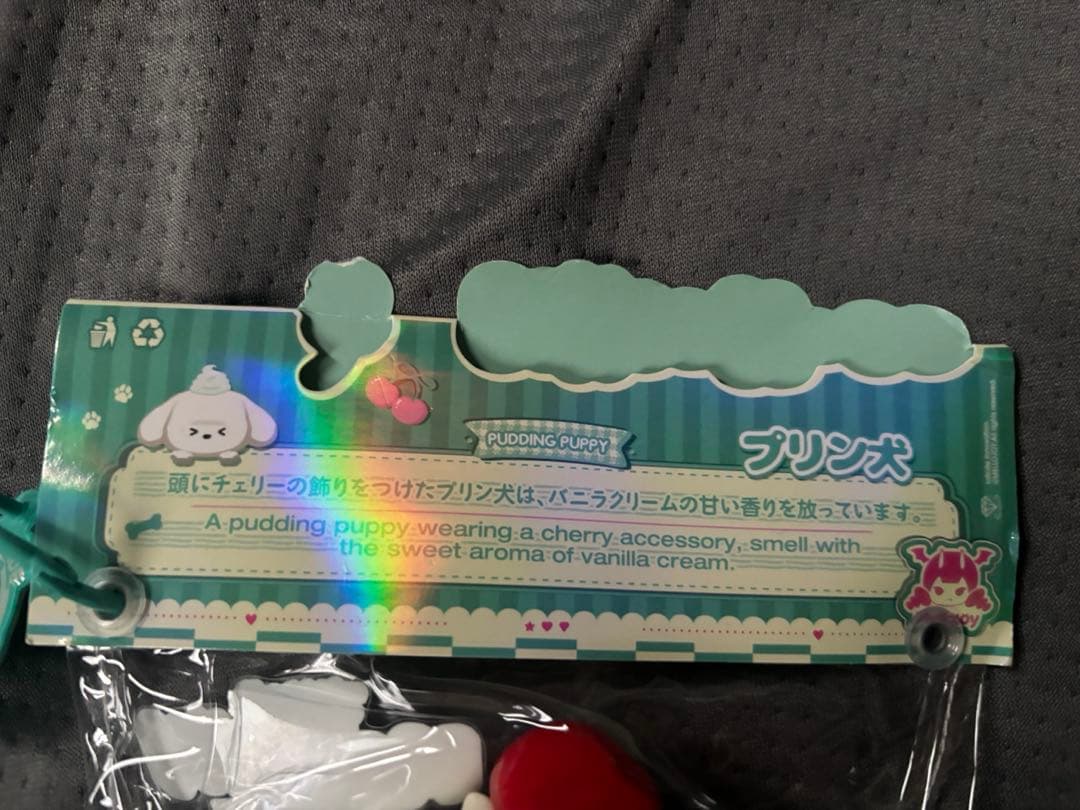 PUDDING PUPPY
プリン犬
頭にチェリーの飾りをつけたプリン犬は、バニラクリームの甘い香りを放っています。
A pudding puppy wearing a cherry accessory, smell with
the sweet aroma of vanilla cream.